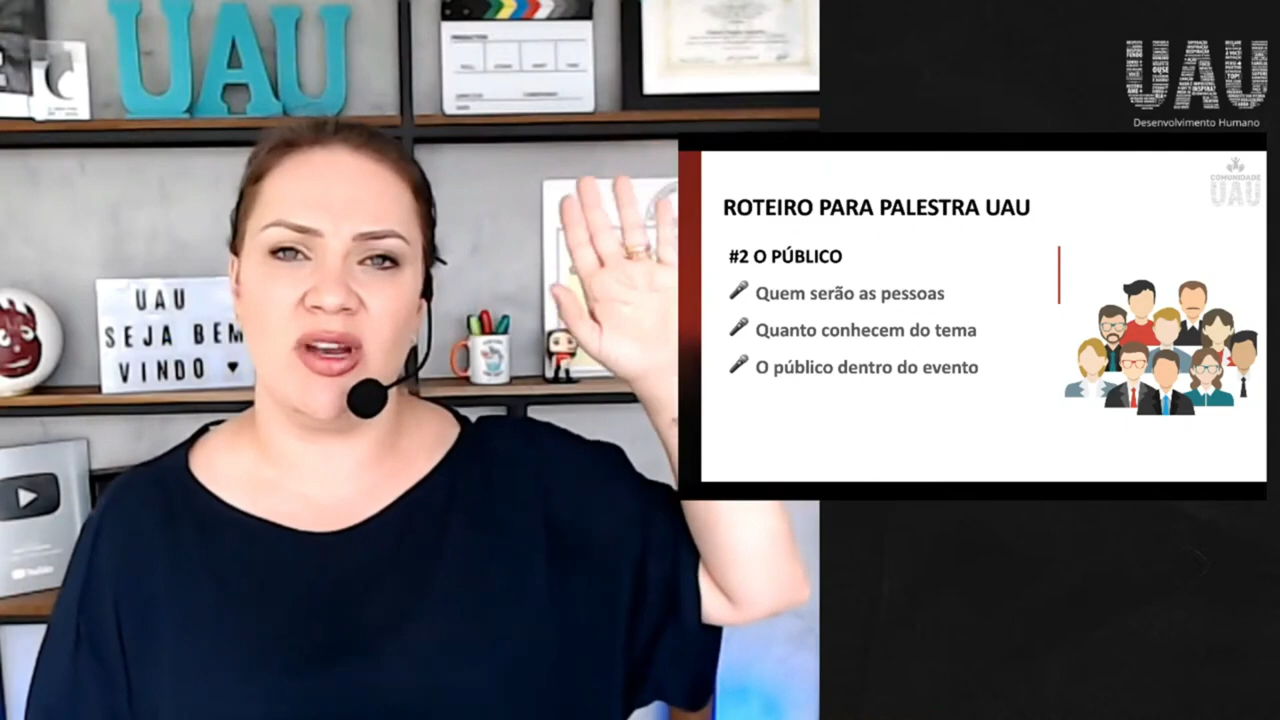 UAU
UAU
SEJA BEM
VINDO ♥
UAU
Desenvolvimento Humano
COMUNIDADE
UAU
ROTEIRO PARA PALESTRA UAU
#2 O PÚBLICO
Quem serão as pessoas
Quanto conhecem do tema
O público dentro do evento